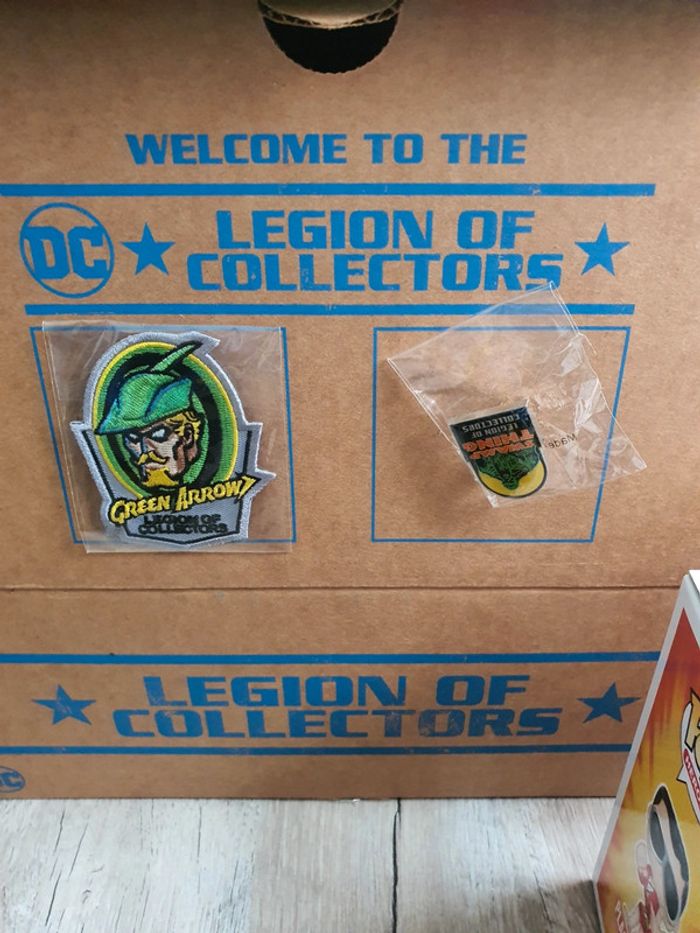 WELCOME TO THE
DC
LEGION OF
COLLECTORS
GREEN ARROW
LEGION OF
COLLECTORS
SWAMP
THING
LEGION OF
COLLECTORS
Made
LEGION OF
COLLECTORS